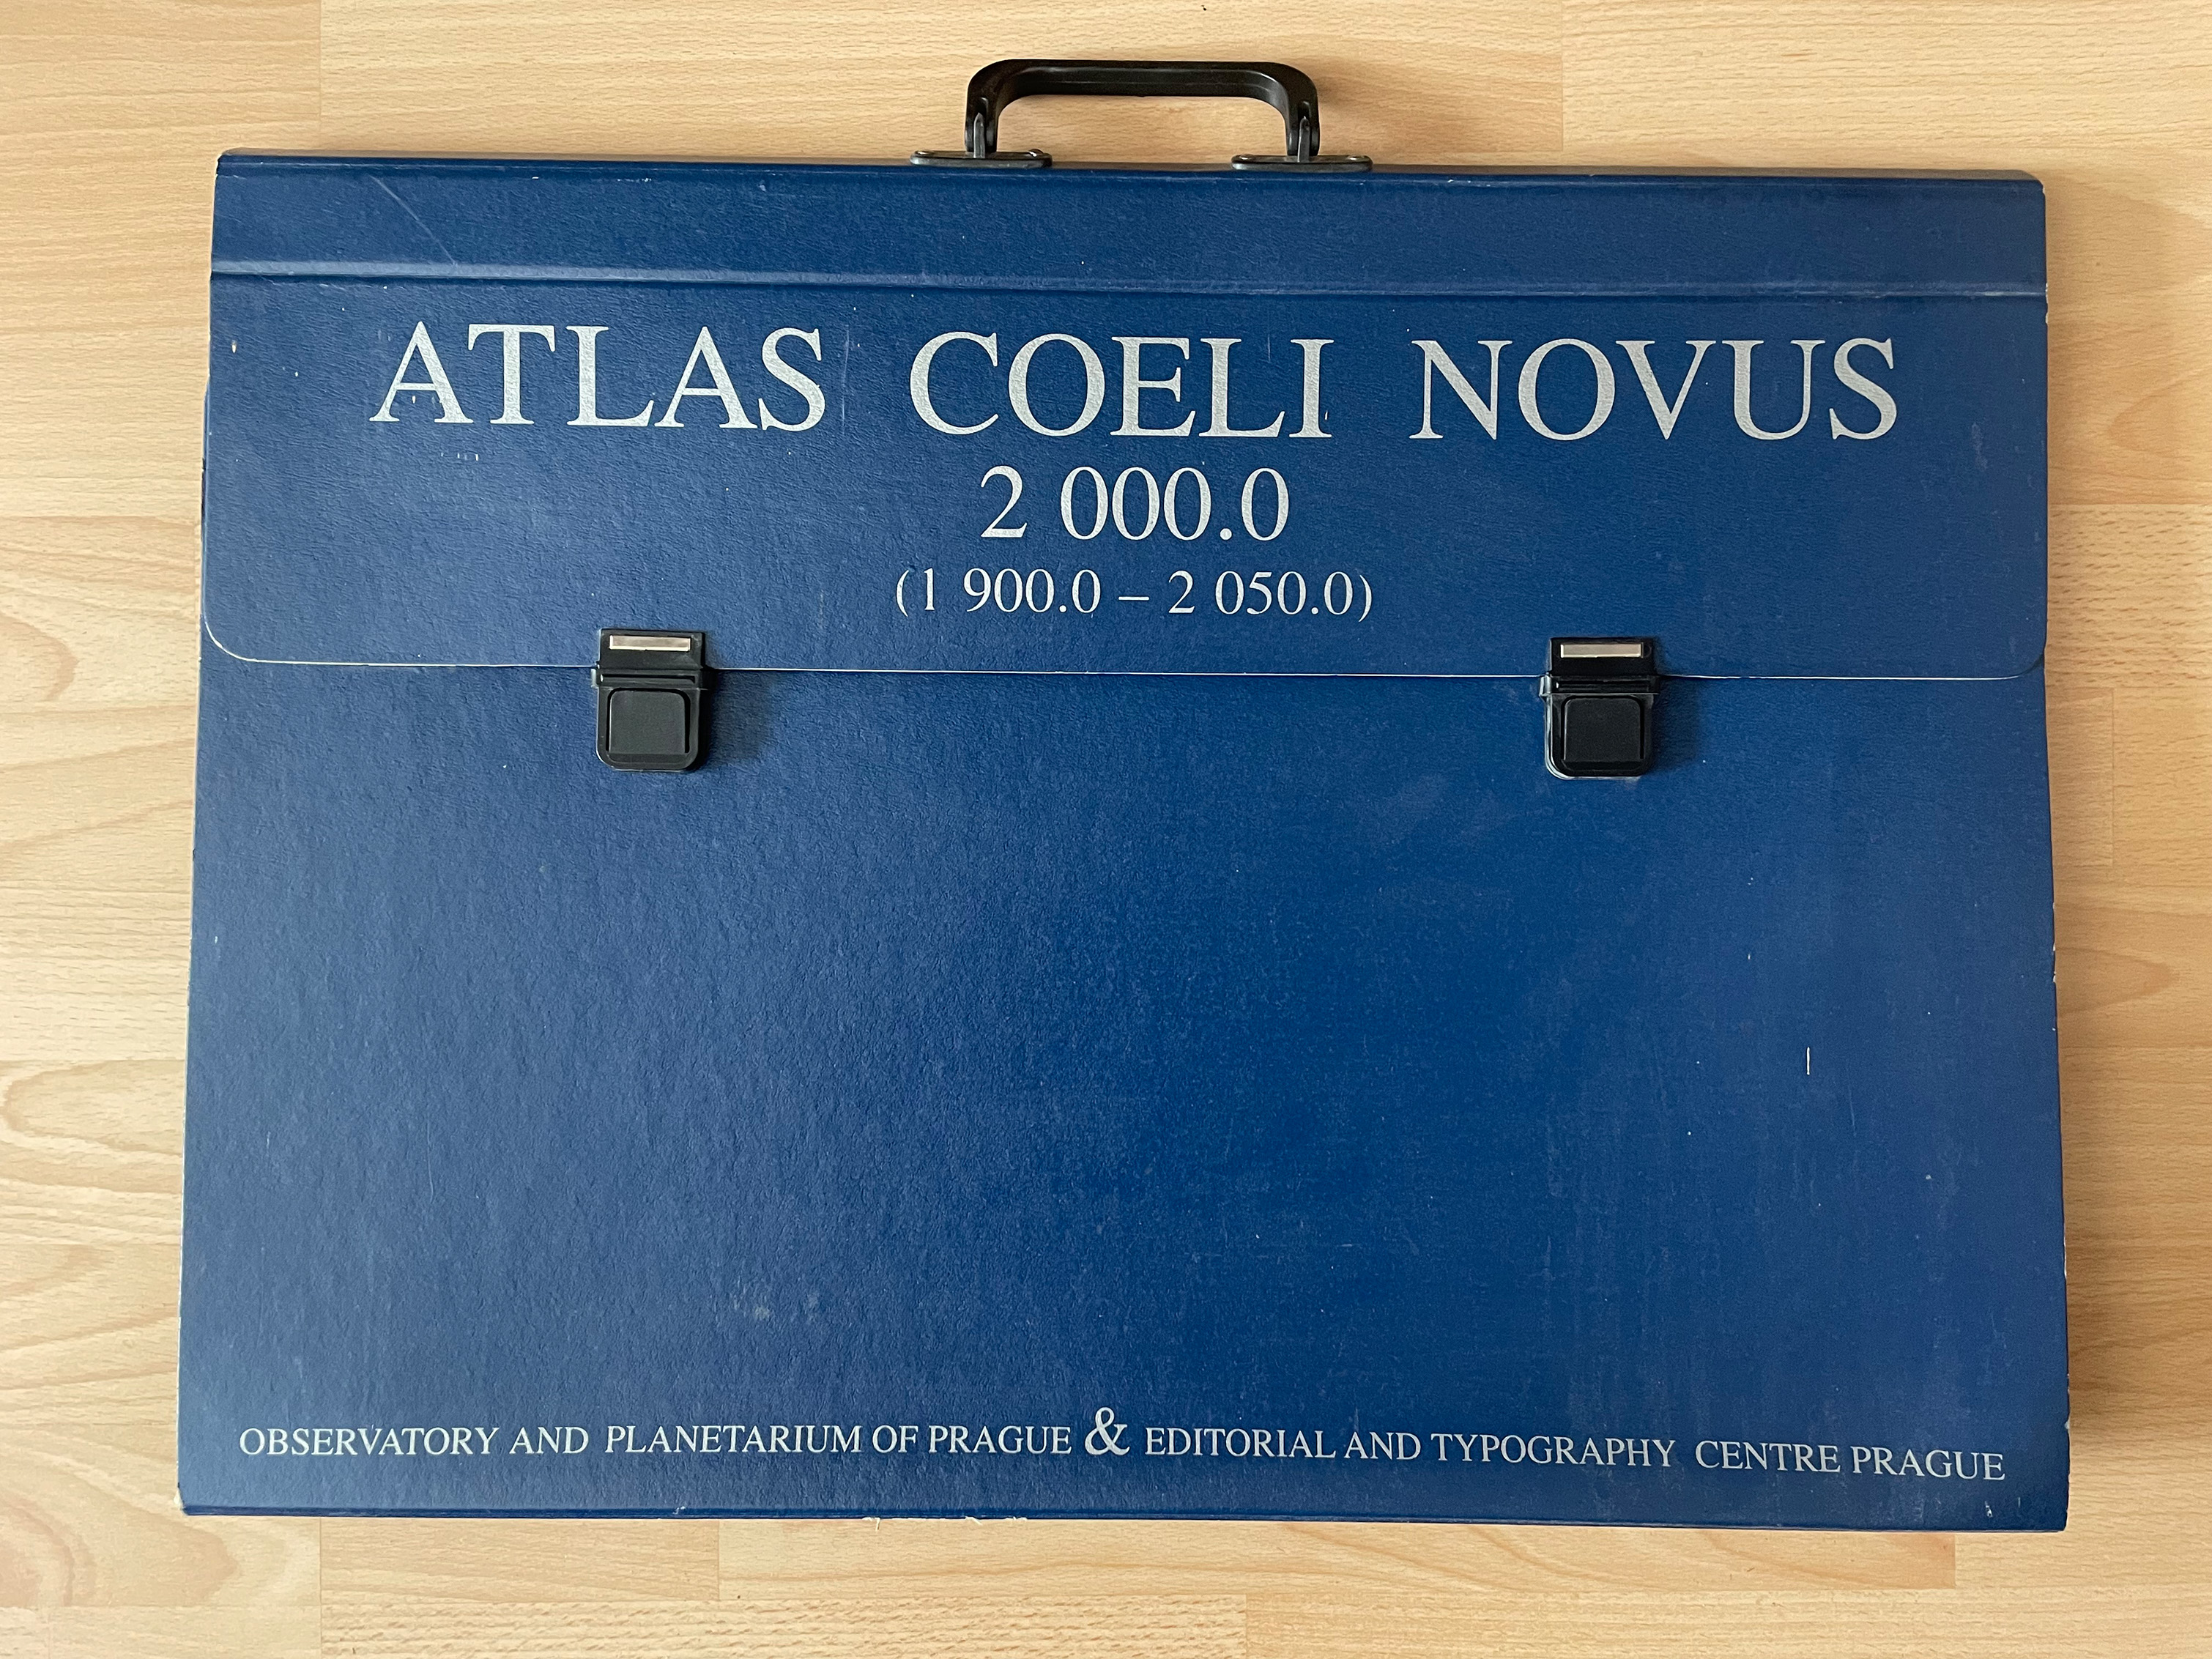 ATLAS COELI NOVUS
2 000.0
(1 900.0 – 2 050.0)
OBSERVATORY AND PLANETARIUM OF PRAGUE & EDITORIAL AND TYPOGRAPHY CENTRE PRAGUE